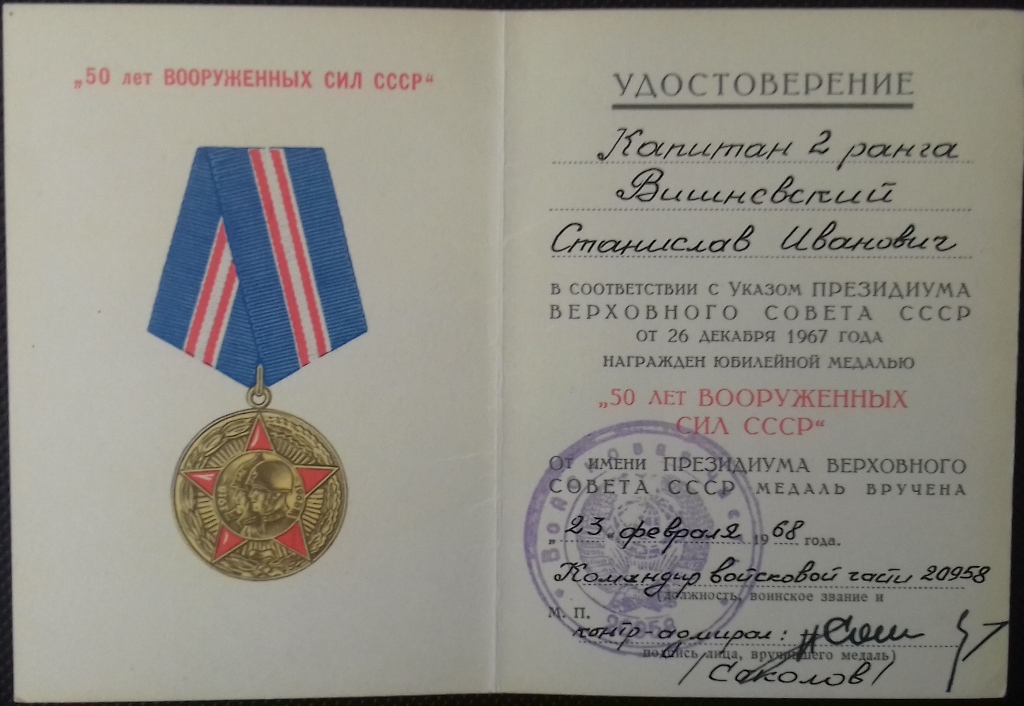 „50 лет ВООРУЖЕННЫХ СИЛ СССР“
1918
1968
УДОСТОВЕРЕНИЕ
Капитан 2 ранга
Вишневский
Станислав Иванович
В СООТВЕТСТВИИ С УКАЗОМ ПРЕЗИДИУМА
ВЕРХОВНОГО СОВЕТА СССР
ОТ 26 ДЕКАБРЯ 1967 ГОДА
НАГРАЖДЕН ЮБИЛЕЙНОЙ МЕДАЛЬЮ
„50 ЛЕТ ВООРУЖЕННЫХ
СИЛ СССР“
ОТ ИМЕНИ ПРЕЗИДИУМА ВЕРХОВНОГО
СОВЕТА СССР МЕДАЛЬ ВРУЧЕНА
„23“ февраля 1968 года.
Командир войсковой части 20958
(должность, воинское звание и
М. П.
контр-адмирал:
подпись лица, вручившего медаль)
/Соколов/
20958